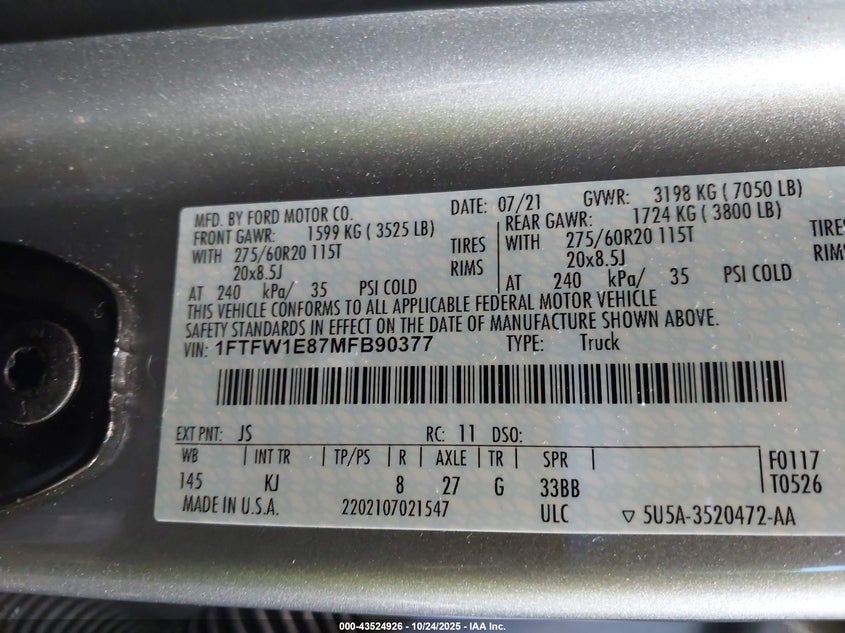 MFD. BY FORD MOTOR CO. DATE: 07/21 GVWR: 3198 KG ( 7050 LB)
FRONT GAWR: 1599 KG ( 3525 LB) REAR GAWR: 1724 KG ( 3800 LB)
WITH 275/60R20 115T TIRES WITH 275/60R20 115T TIRES
20x8.5J RIMS 20x8.5J RIMS
AT 240 kPa/ 35 PSI COLD AT 240 kPa/ 35 PSI COLD
THIS VEHICLE CONFORMS TO ALL APPLICABLE FEDERAL MOTOR VEHICLE
SAFETY STANDARDS IN EFFECT ON THE DATE OF MANUFACTURE SHOWN ABOVE.
VIN: 1FTFW1E87MFB90377 TYPE: Truck
EXT PNT: JS RC: 11 DSO:
WB INT TR TP/PS R AXLE TR SPR F0117
145 KJ 8 27 G 33BB T0526
MADE IN U.S.A. 2202107021547 ULC ▽ 5U5A-3520472-AA
000-43524926 - 10/24/2025 - IAA Inc.